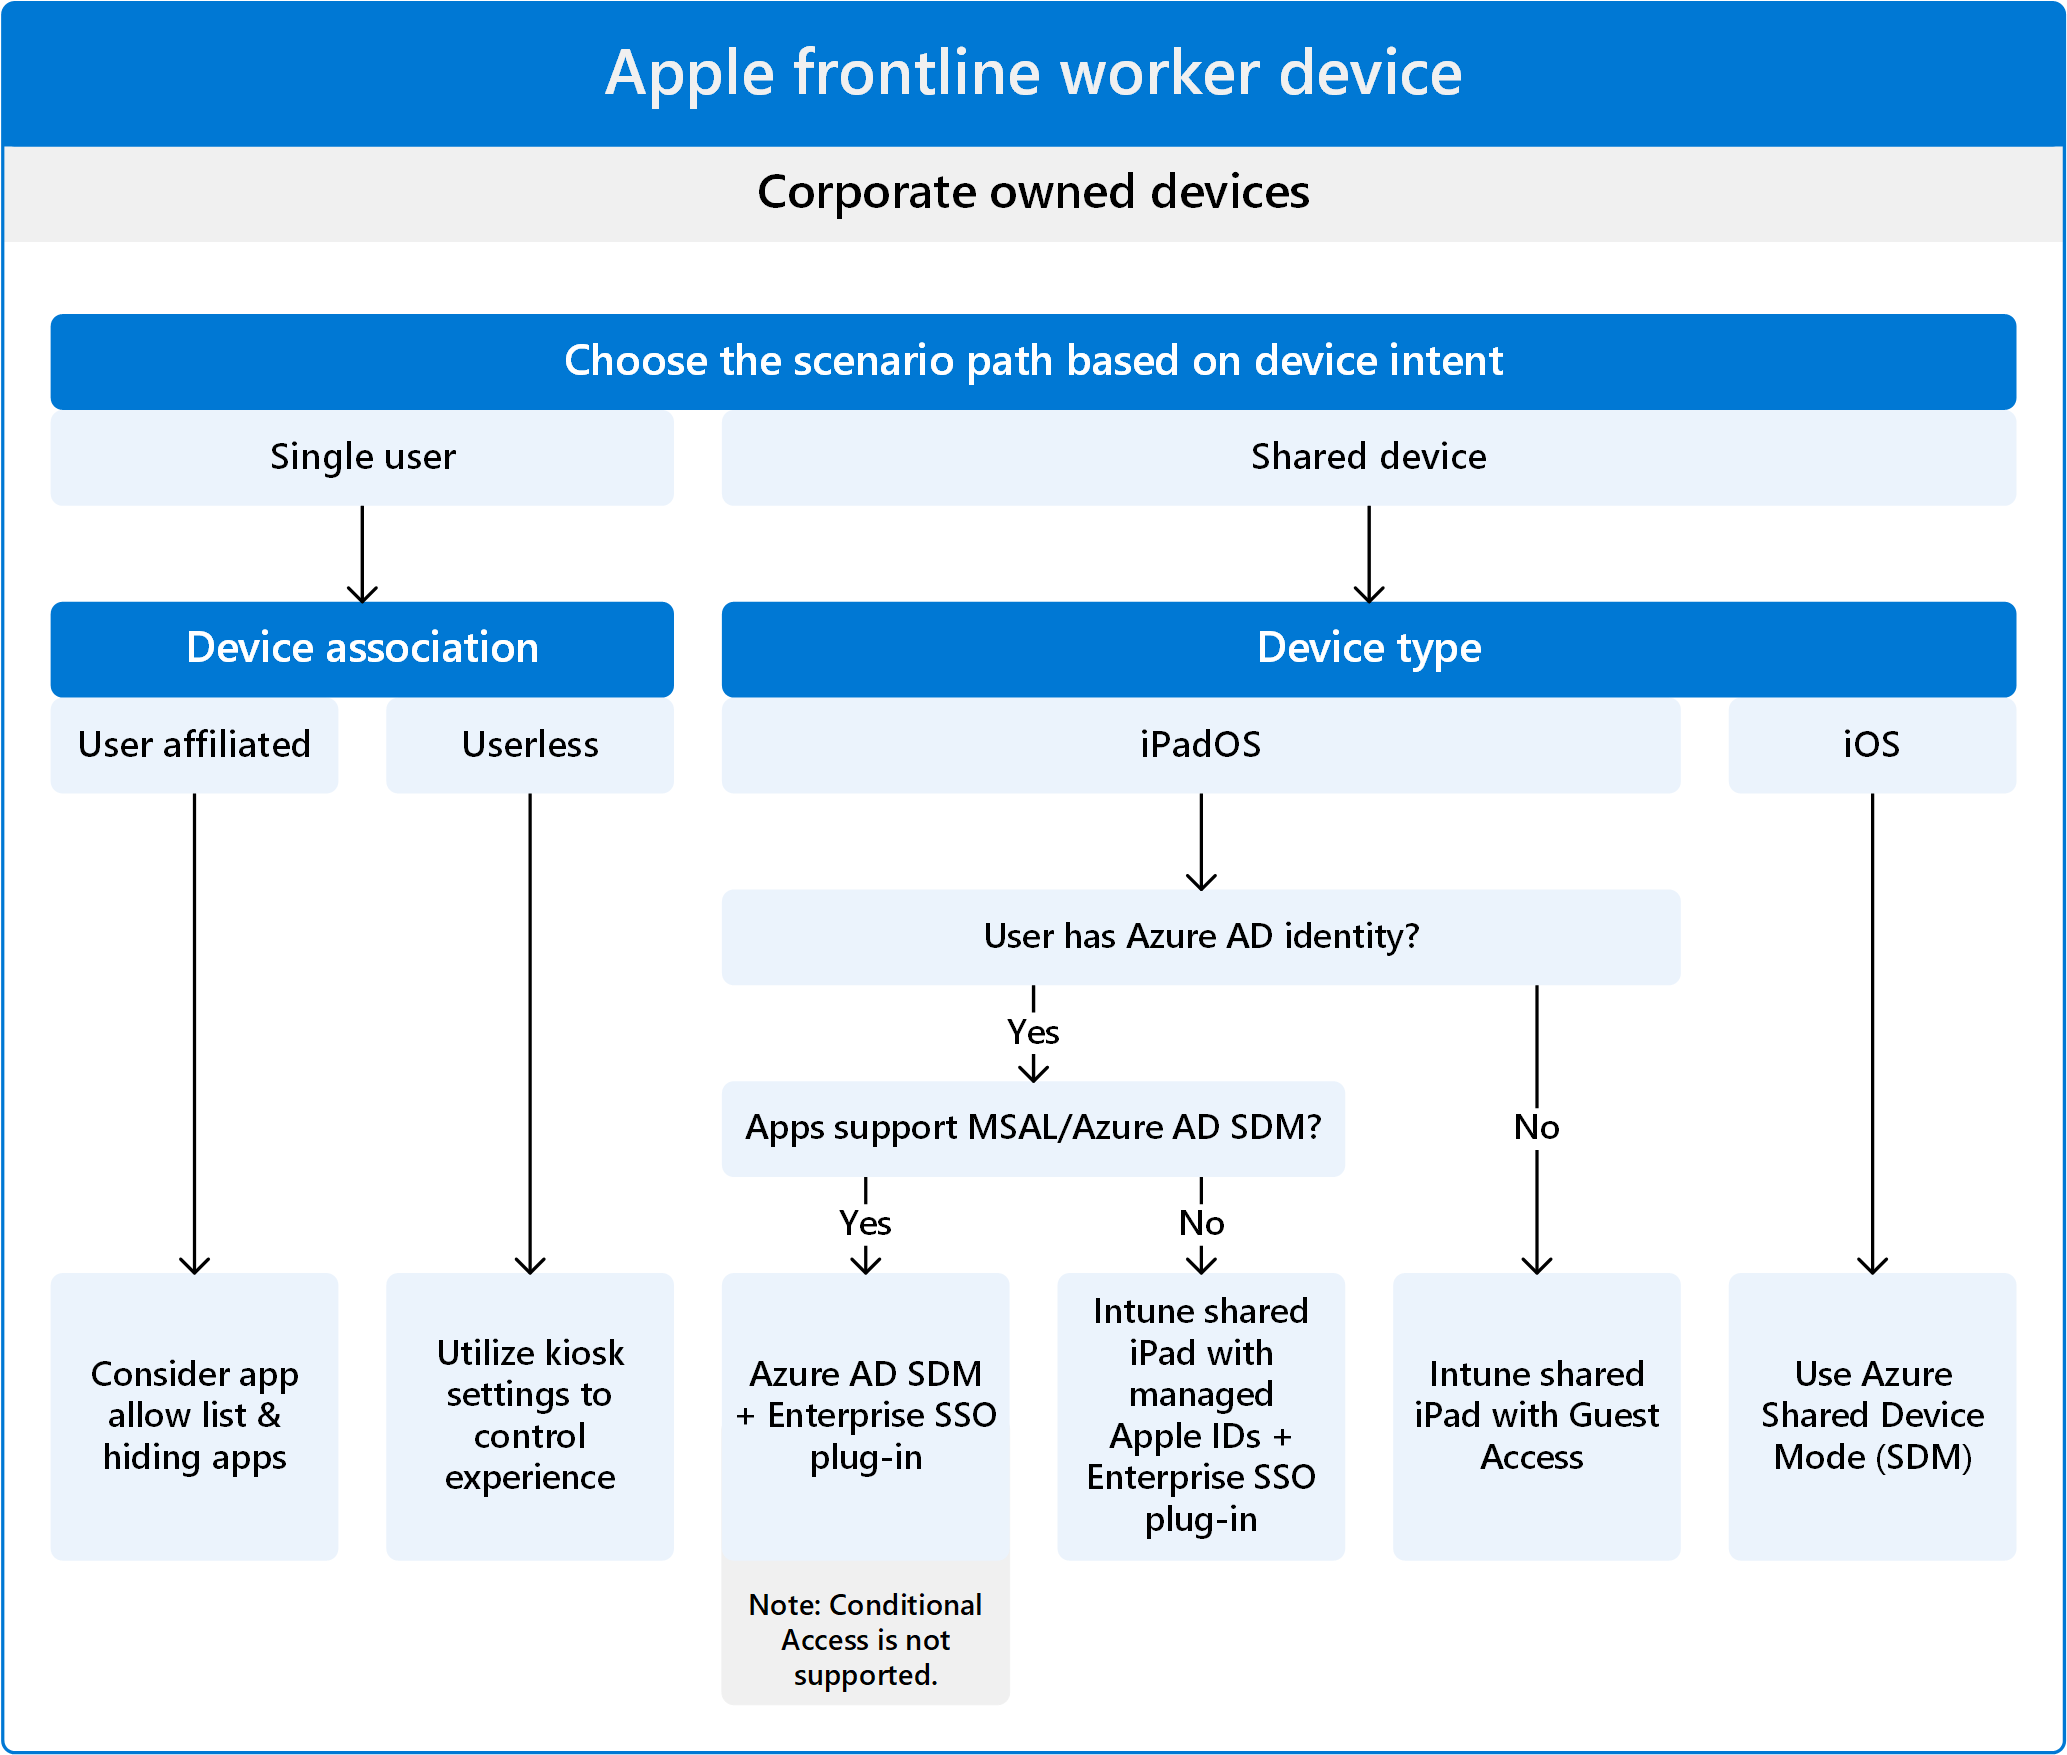 Apple frontline worker device
Corporate owned devices
Choose the scenario path based on device intent
Single user
Shared device
Device association
Device type
User affiliated
Userless
iPadOS
iOS
User has Azure AD identity?
Yes
No
Apps support MSAL/Azure AD SDM?
Yes
No
Consider app
allow list &
hiding apps
Utilize kiosk
settings to
control
experience
Azure AD SDM
+ Enterprise SSO
plug-in
Note: Conditional
Access is not
supported.
Intune shared
iPad with
managed
Apple IDs +
Enterprise SSO
plug-in
Intune shared
iPad with Guest
Access
Use Azure
Shared Device
Mode (SDM)